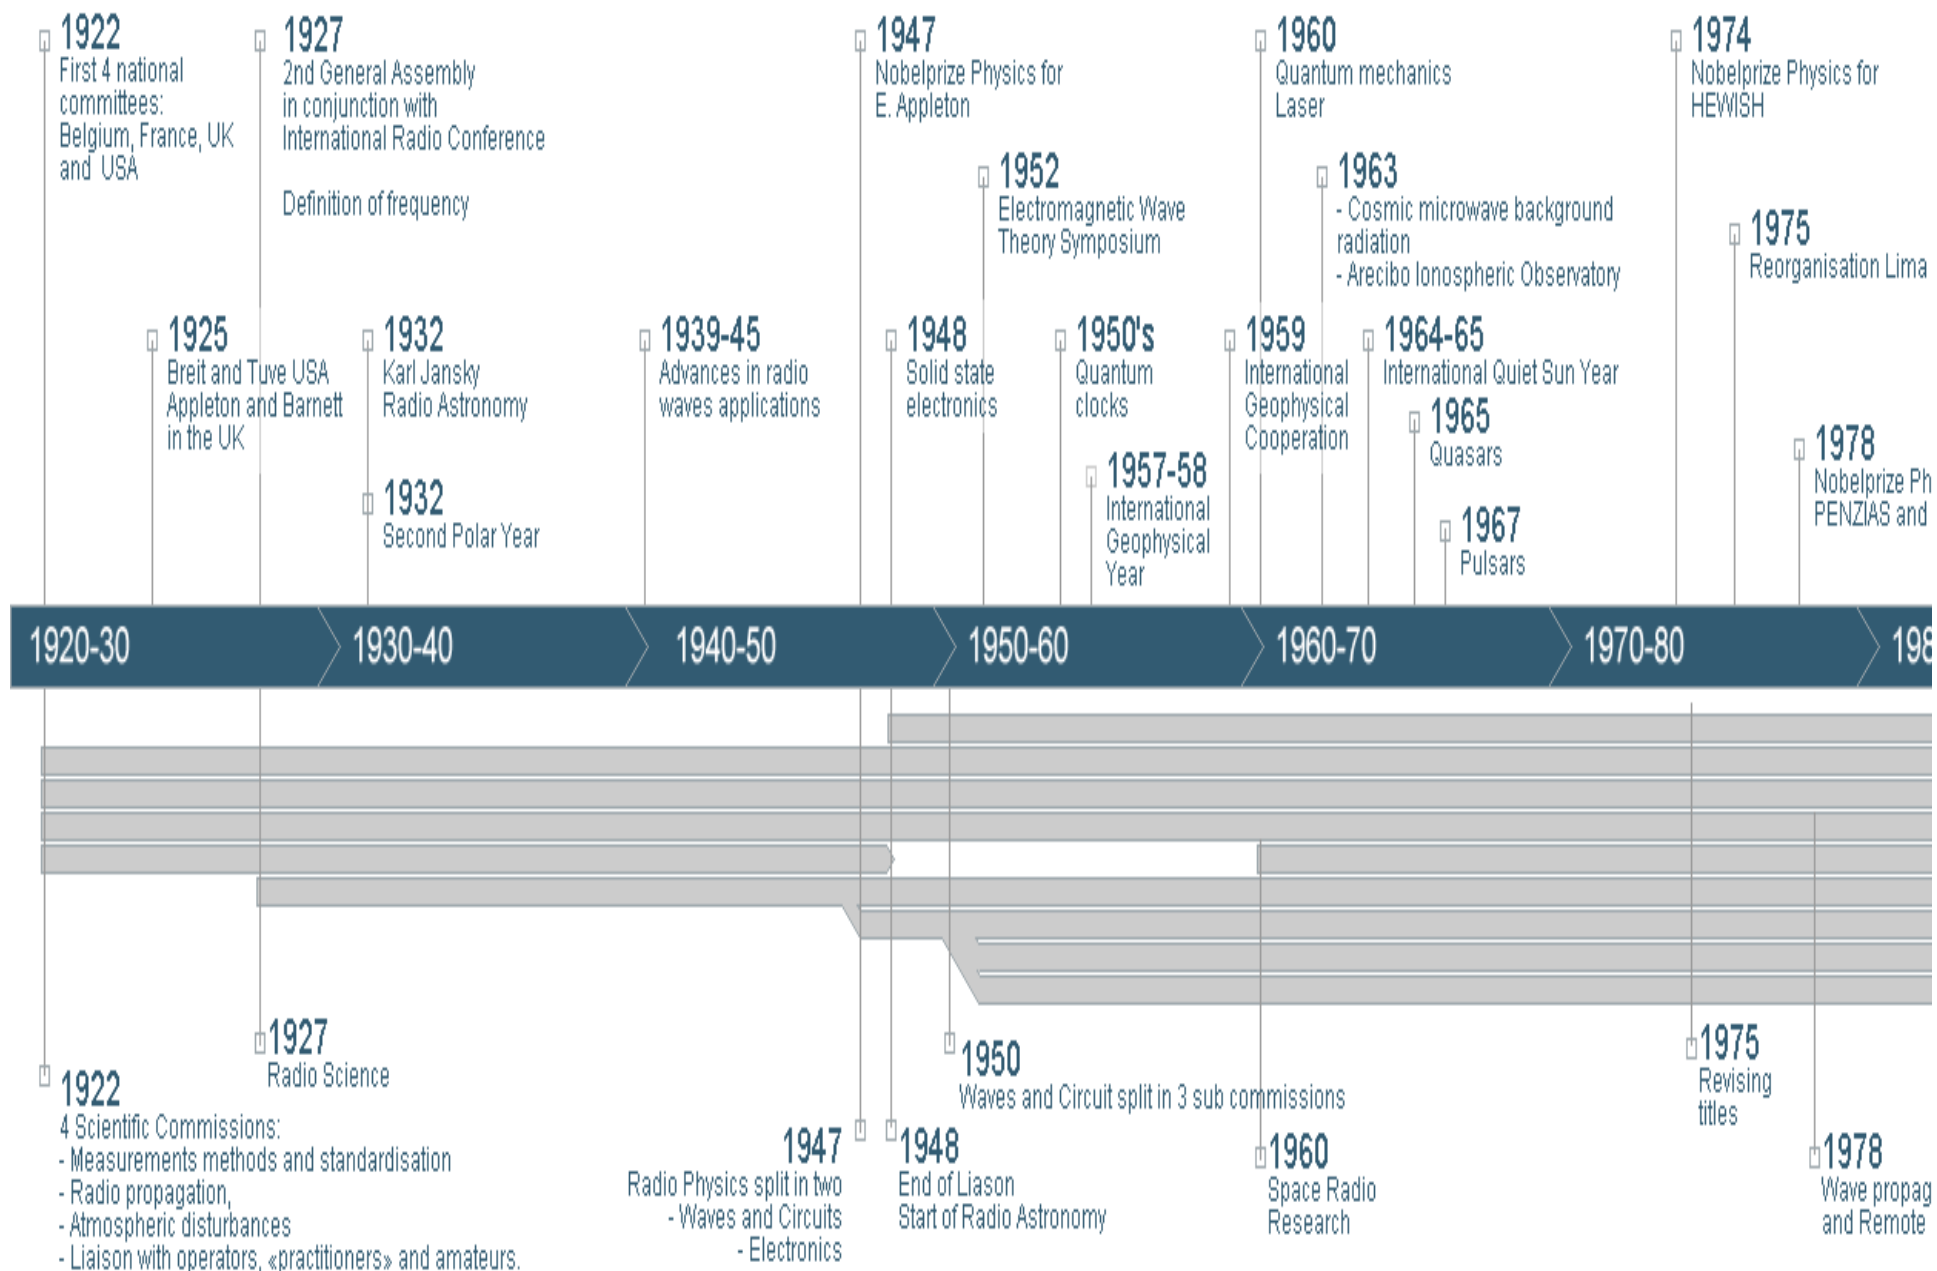 1922
First 4 national
committees:
Belgium, France, UK
and USA
1927
2nd General Assembly
in conjunction with
International Radio Conference
Definition of frequency
1947
Nobelprize Physics for
E. Appleton
1960
Quantum mechanics
Laser
1974
Nobelprize Physics for
HEWISH
1952
Electromagnetic Wave
Theory Symposium
1963
- Cosmic microwave background
radiation
- Arecibo Ionospheric Observatory
1975
Reorganisation Lima
1925
Breit and Tuve USA
Appleton and Barnett
in the UK
1932
Karl Jansky
Radio Astronomy
1939-45
Advances in radio
waves applications
1948
Solid state
electronics
1950's
Quantum
clocks
1959
International
Geophysical
Cooperation
1964-65
International Quiet Sun Year
1965
Quasars
1978
Nobelprize Ph
PENZIAS and
1957-58
International
Geophysical
Year
1932
Second Polar Year
1967
Pulsars
1920-30
1930-40
1940-50
1950-60
1960-70
1970-80
198
1927
Radio Science
1922
4 Scientific Commissions:
- Measurements methods and standardisation
- Radio propagation,
- Atmospheric disturbances
- Liaison with operators, «practitioners» and amateurs.
1947
Radio Physics split in two
- Waves and Circuits
- Electronics
1948
End of Liason
Start of Radio Astronomy
1950
Waves and Circuit split in 3 sub commissions
1960
Space Radio
Research
1975
Revising
titles
1978
Wave propag
and Remote